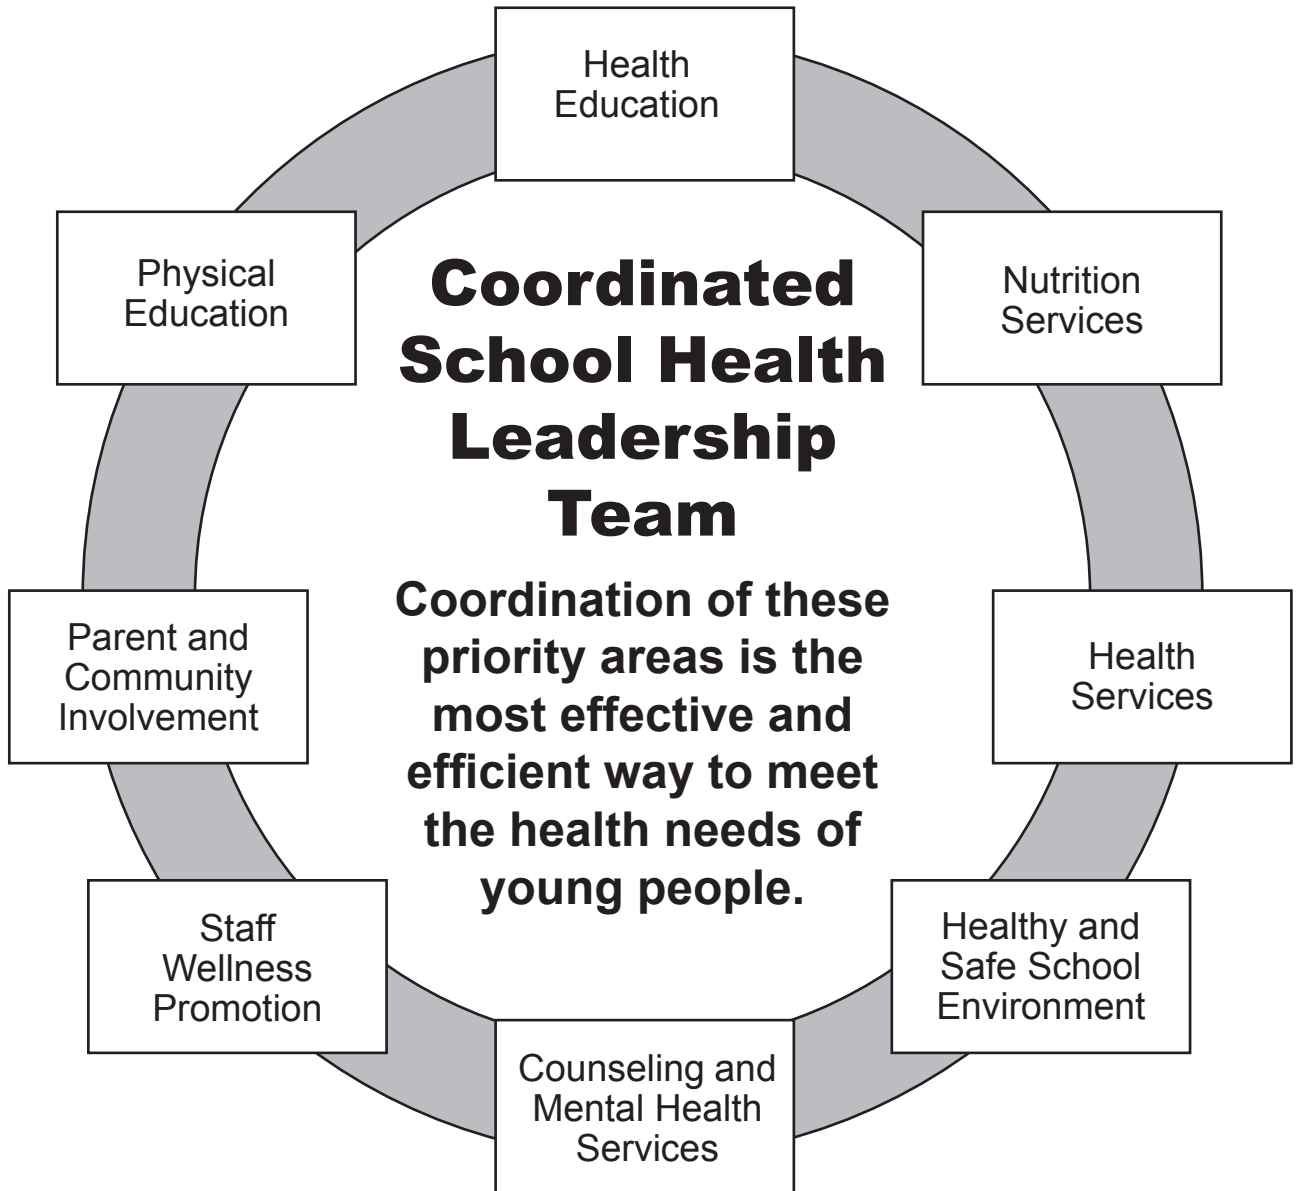 Health
Education
Physical
Education
Nutrition
Services
Coordinated
School Health
Leadership
Team
Coordination of these
priority areas is the
most effective and
efficient way to meet
the health needs of
young people.
Parent and
Community
Involvement
Health
Services
Staff
Wellness
Promotion
Healthy and
Safe School
Environment
Counseling and
Mental Health
Services